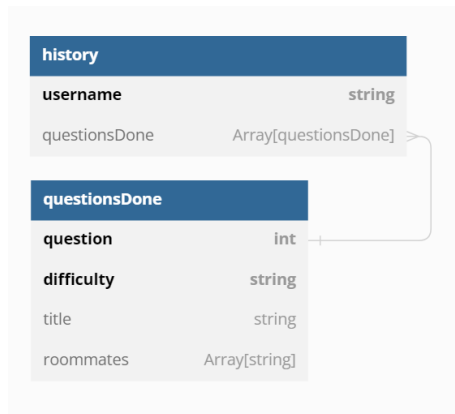 history
username string
questionsDone Array[questionsDone]
questionsDone
question int
difficulty string
title string
roommates Array[string]